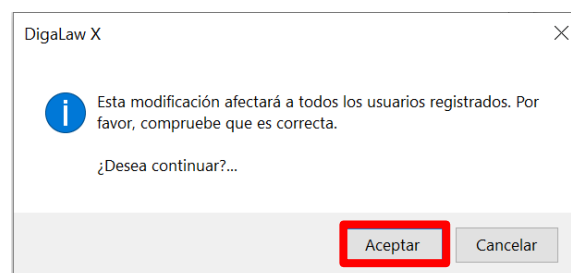 DigaLaw X
Esta modificación afectará a todos los usuarios registrados. Por
favor, compruebe que es correcta.
¿Desea continuar?...
Aceptar
Cancelar